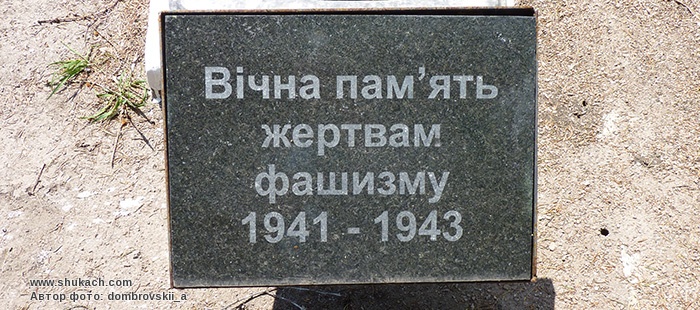 Вічна пам’ять
жертвам
фашизму
1941 - 1943
www.shukach.com
Автор фото: dombrovskii_a